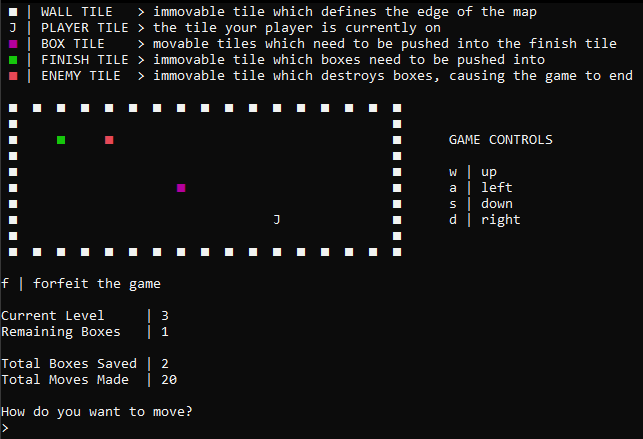 ■ | WALL TILE > immovable tile which defines the edge of the map
J | PLAYER TILE > the tile your player is currently on
■ | BOX TILE > movable tiles which need to be pushed into the finish tile
■ | FINISH TILE > immovable tile which boxes need to be pushed into
■ | ENEMY TILE > immovable tile which destroys boxes, causing the game to end
GAME CONTROLS
w | up
a | left
s | down
d | right
J
f | forfeit the game
Current Level | 3
Remaining Boxes | 1
Total Boxes Saved | 2
Total Moves Made | 20
How do you want to move?
>